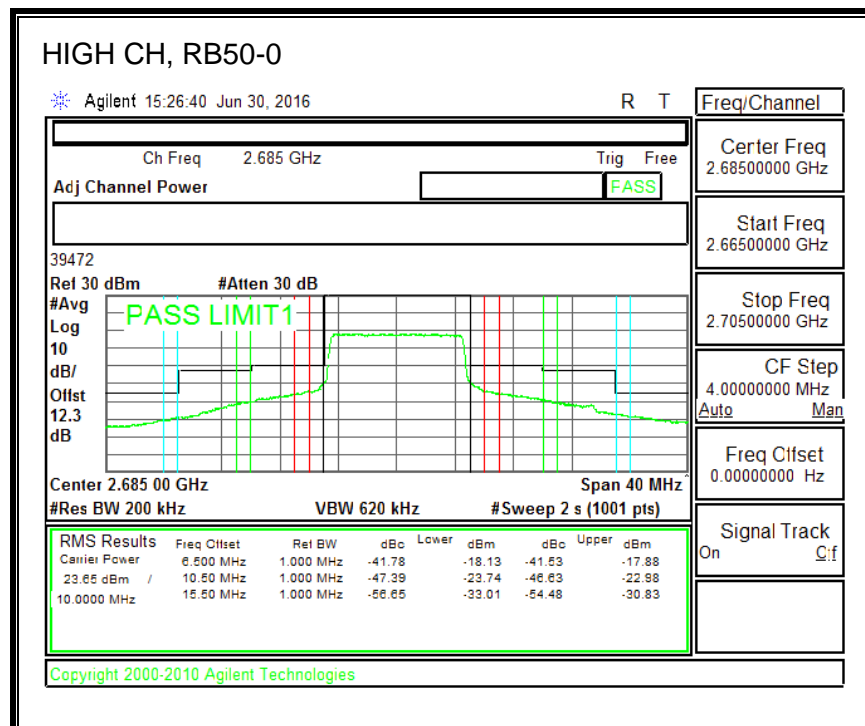 HIGH CH, RB50-0
Agilent 15:26:40 Jun 30, 2016 R T
Freq/Channel
Ch Freq 2.685 GHz Trig Free
Adj Channel Power PASS
Center Freq
2.68500000 GHz
Start Freq
2.66500000 GHz
39472
Ref 30 dBm #Atten 30 dB
#Avg
Log
10
dB/
Offst
12.3
dB
PASS LIMIT1
Stop Freq
2.70500000 GHz
CF Step
4.00000000 MHz
Auto Man
Freq Offset
0.00000000 Hz
Center 2.685 00 GHz Span 40 MHz
#Res BW 200 kHz VBW 620 kHz #Sweep 2 s (1001 pts)
Signal Track
On Off
RMS Results Freq Offset Ref BW dBc Lower dBm dBc Upper dBm
Carrier Power 6.500 MHz 1.000 MHz -41.78 -18.13 -41.53 -17.88
23.65 dBm / 10.50 MHz 1.000 MHz -47.39 -23.74 -46.63 -22.98
10.0000 MHz 15.50 MHz 1.000 MHz -56.65 -33.01 -54.48 -30.83
Copyright 2000-2010 Agilent Technologies